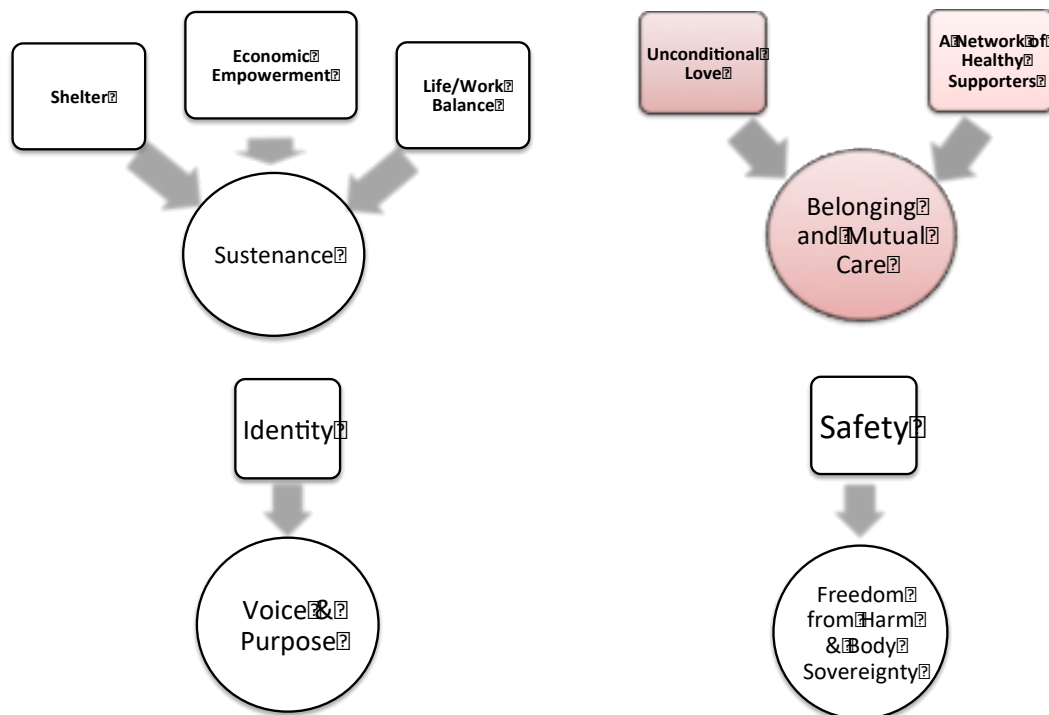 Shelter
Economic
Empowerment
Life/Work
Balance
Sustenance
Unconditional
Love
A Network of
Healthy
Supporters
Belonging
and Mutual
Care
Identity
Voice &
Purpose
Safety
Freedom
from Harm
& Body
Sovereignty